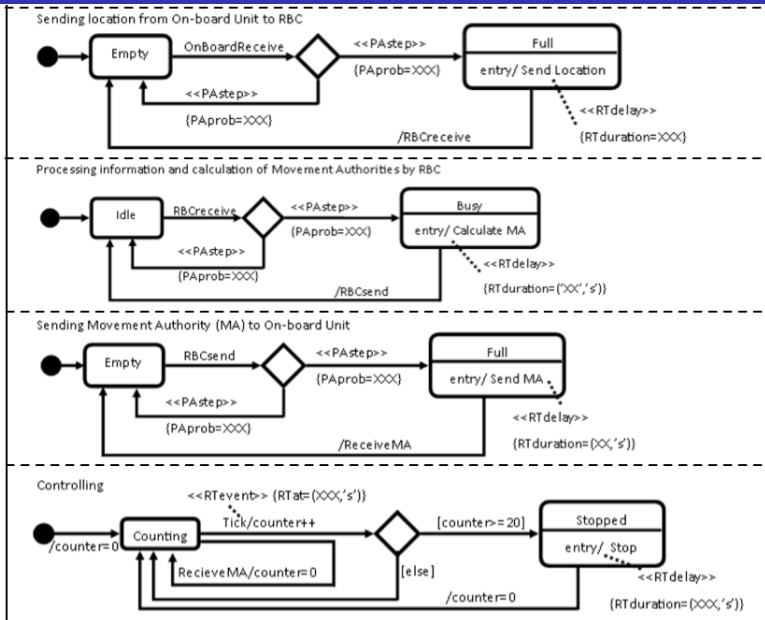 Sending location from On-board Unit to RBC
Empty
OnBoardReceive
<<PAstep>>
{PAprob=XXX}
<<PAstep>>
{PAprob=XXX}
Full
entry/ Send Location
<<RTdelay>>
{RTduration=XXX}
/RBCreceive
Processing information and calculation of Movement Authorities by RBC
Idle
RBCreceive
<<PAstep>>
{PAprob=XXX}
<<PAstep>>
{PAprob=XXX}
Busy
entry/ Calculate MA
<<RTdelay>>
{RTduration=('XX','s')}
/RBCsend
Sending Movement Authority (MA) to On-board Unit
Empty
RBCsend
<<PAstep>>
{PAprob=XXX}
<<PAstep>>
{PAprob=XXX}
Full
entry/ Send MA
<<RTdelay>>
{RTduration=(XX,'s')}
/ReceiveMA
Controlling
<<RTevent>> {RTat=(XXX,'s')}
Tick/counter++
/counter=0
Counting
RecieveMA/counter=0
[counter>=20]
[else]
Stopped
entry/ Stop
<<RTdelay>>
{RTduration=(XXX,'s')}
/counter=0